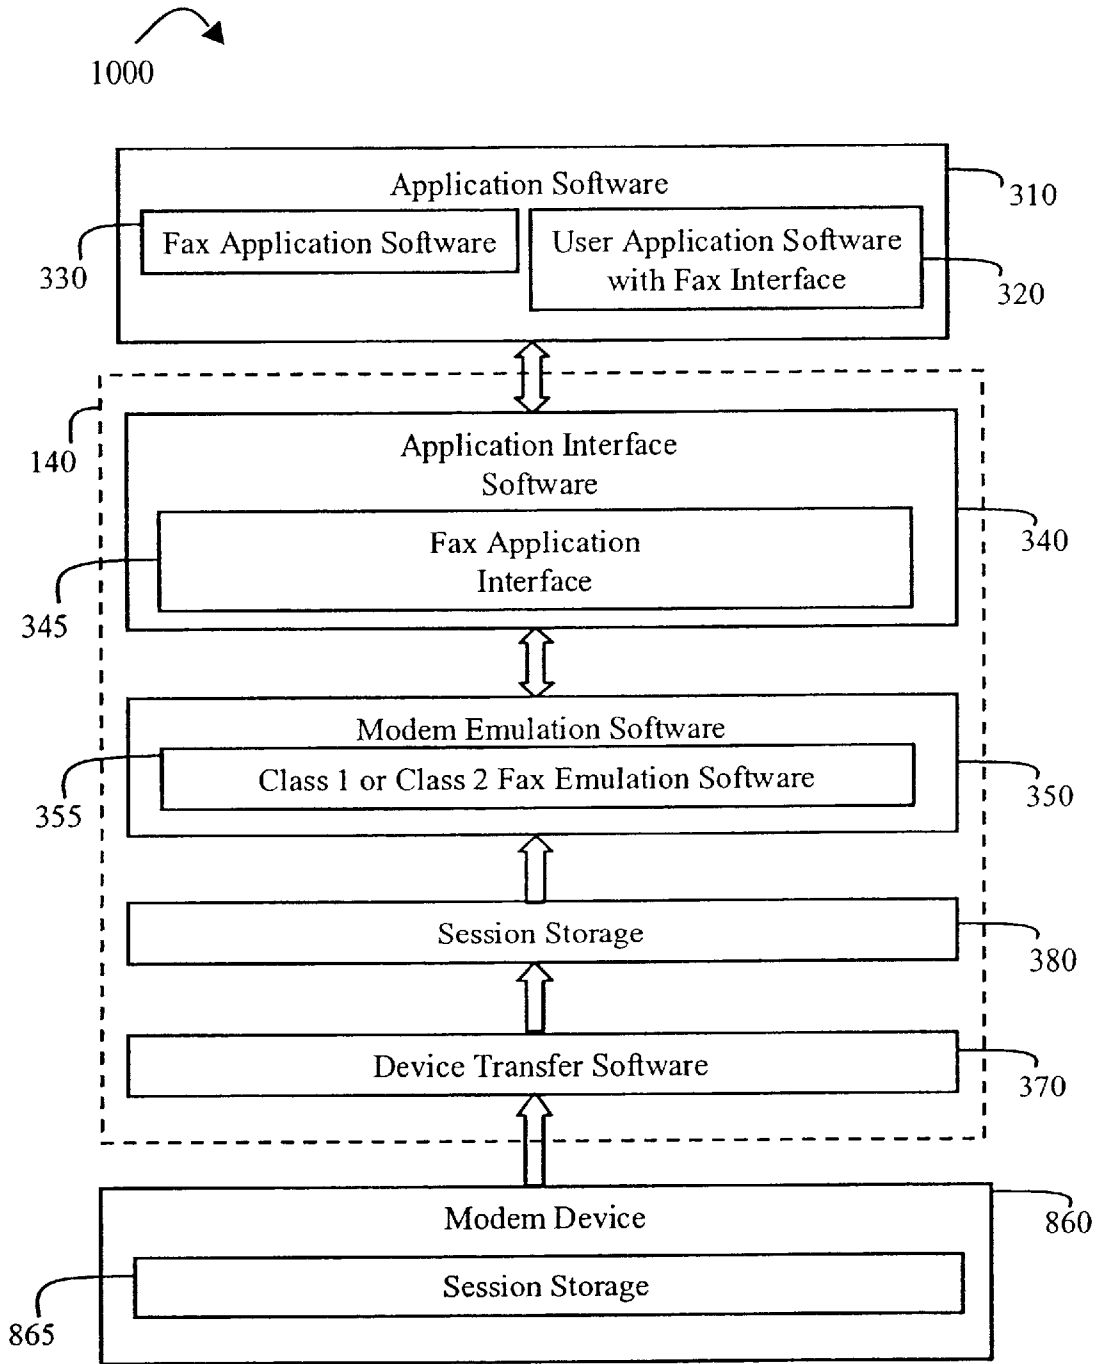 1000
Application Software
310
Fax Application Software
330
User Application Software
with Fax Interface
320
140
Application Interface
Software
340
Fax Application
Interface
345
Modem Emulation Software
350
Class 1 or Class 2 Fax Emulation Software
355
Session Storage
380
Device Transfer Software
370
Modem Device
860
Session Storage
865